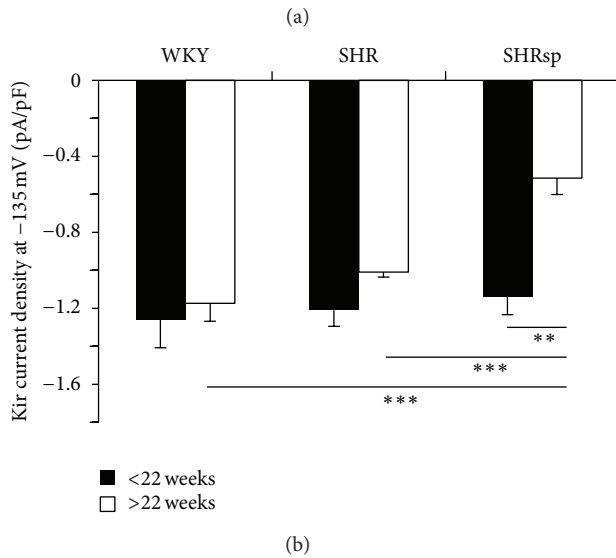 (a)
WKY SHR SHRsp
Kir current density at −135 mV (pA/pF)
0
−0.4
−0.8
−1.2
−1.6
**
***
***
<22 weeks
>22 weeks
(b)